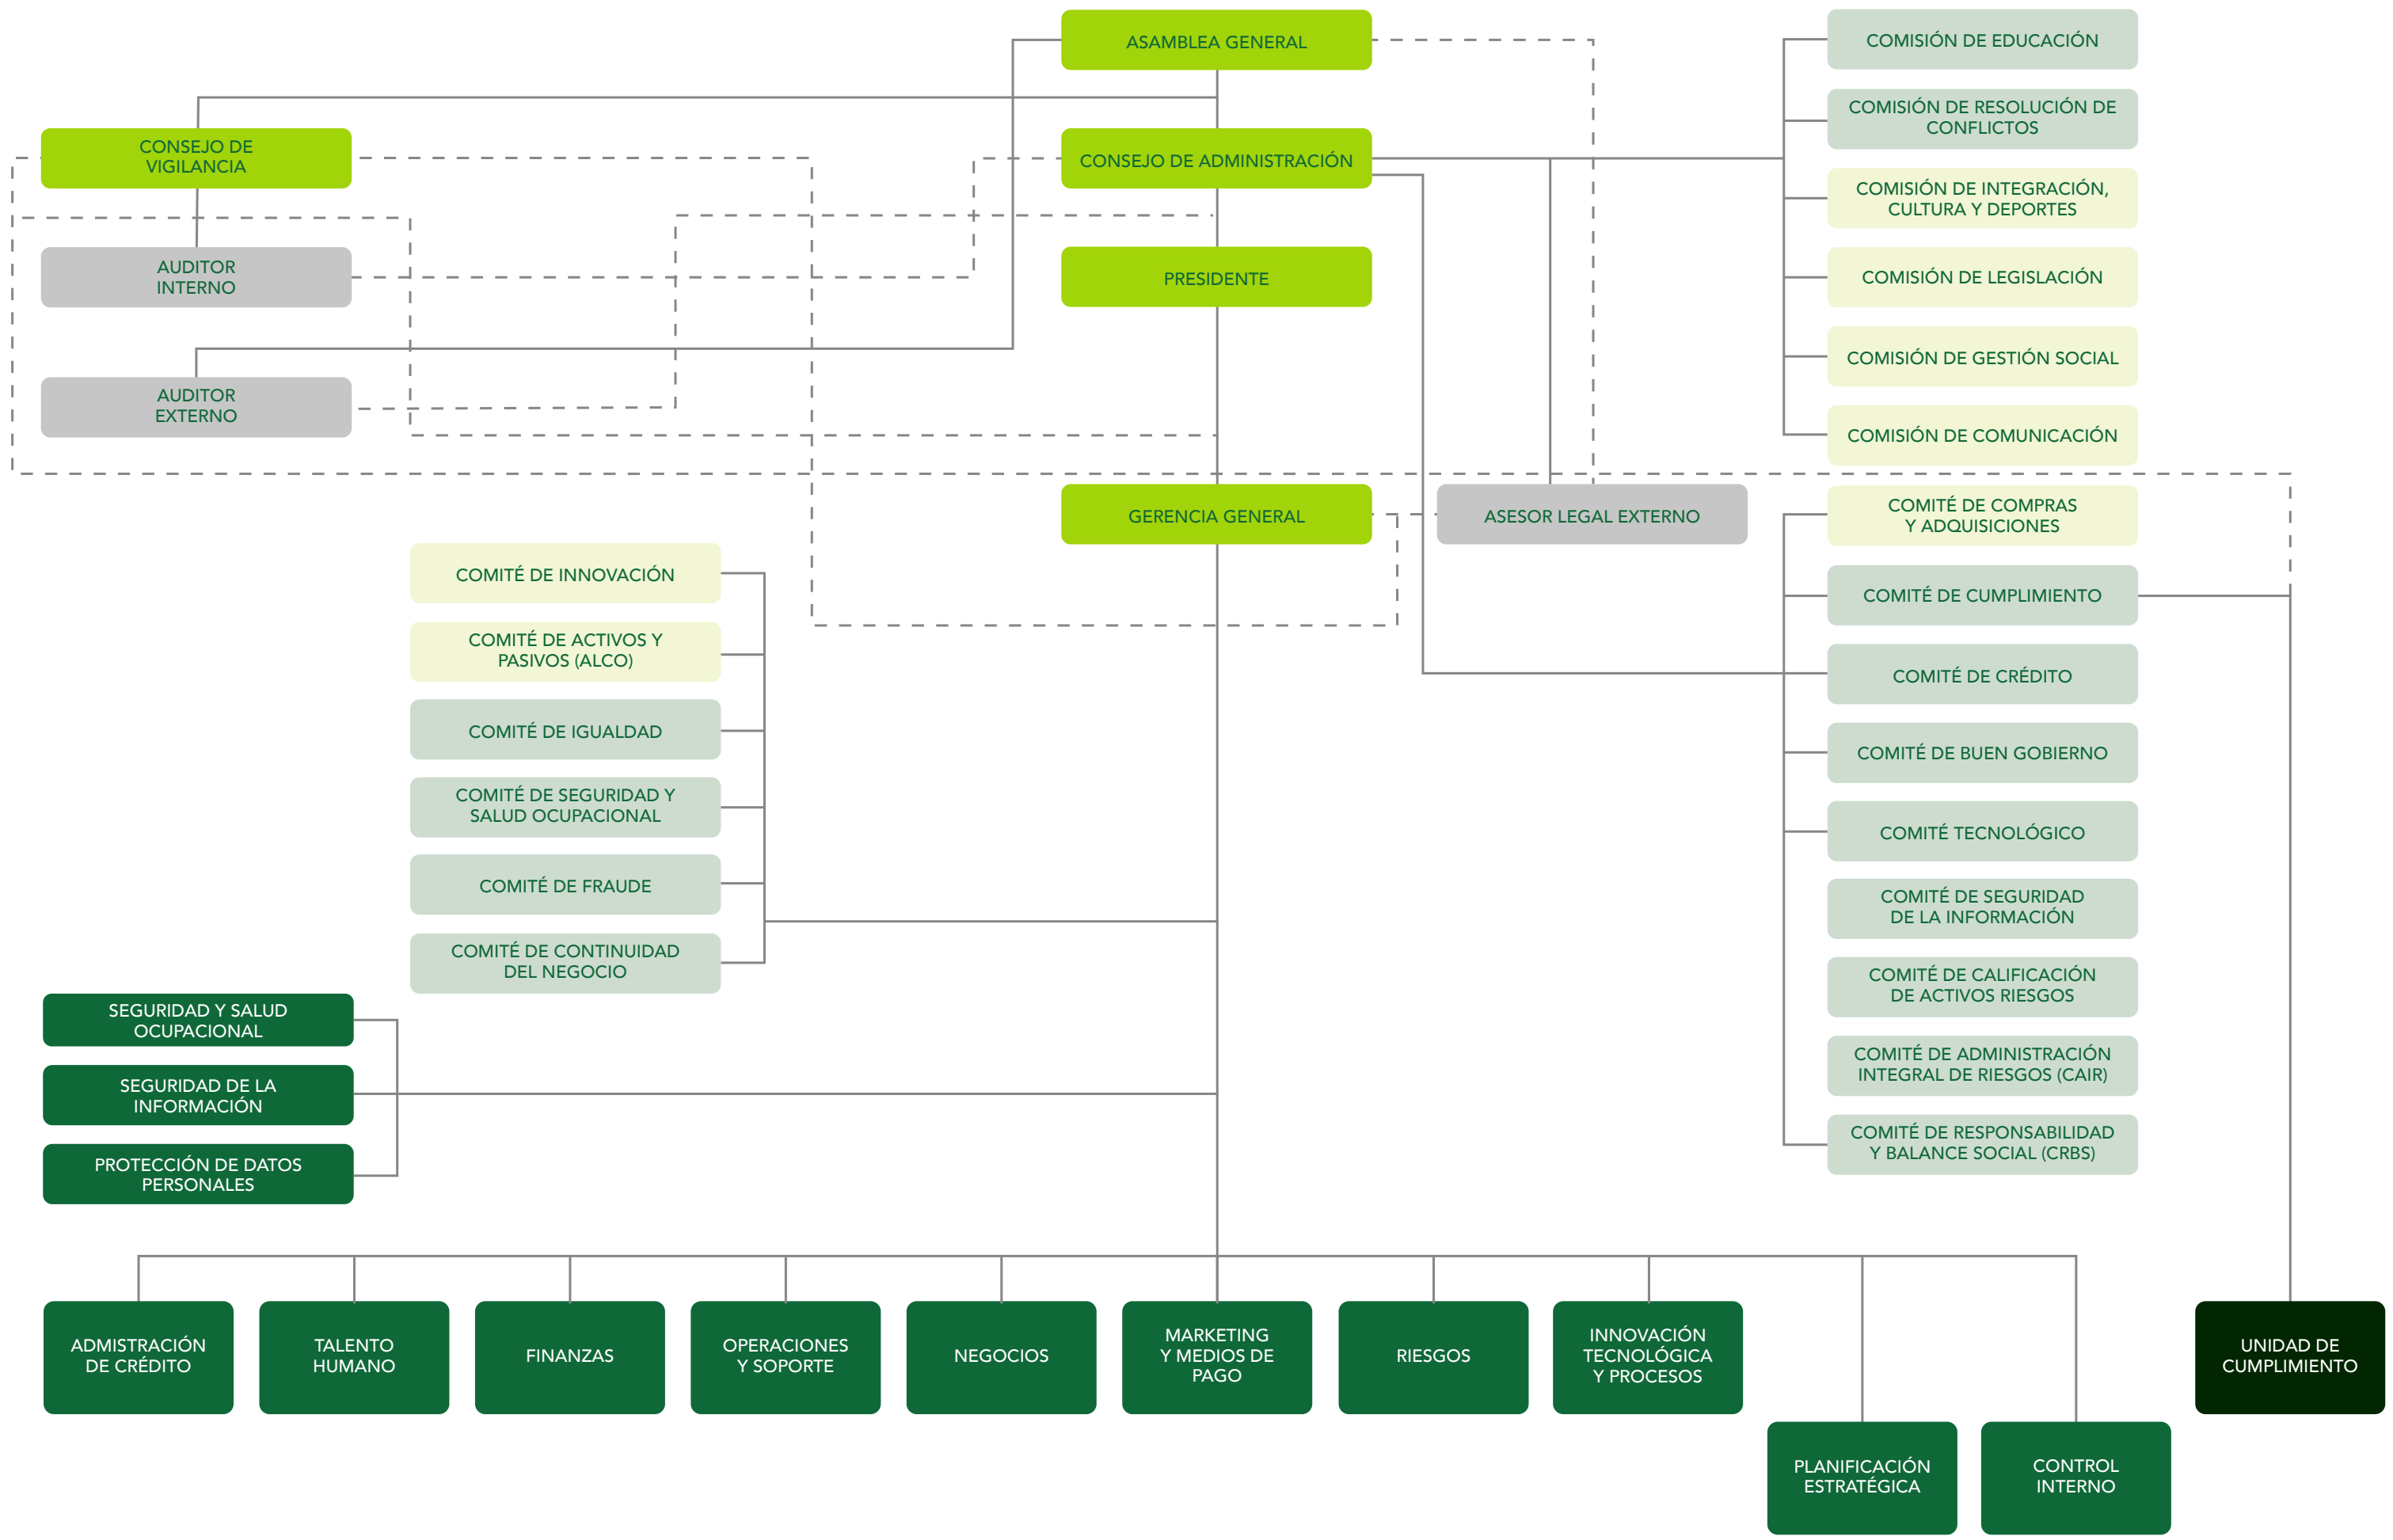 ASAMBLEA GENERAL
CONSEJO DE
VIGILANCIA
CONSEJO DE ADMINISTRACIÓN
AUDITOR
INTERNO
PRESIDENTE
AUDITOR
EXTERNO
GERENCIA GENERAL
ASESOR LEGAL EXTERNO
COMISIÓN DE EDUCACIÓN
COMISIÓN DE RESOLUCIÓN DE
CONFLICTOS
COMISIÓN DE INTEGRACIÓN,
CULTURA Y DEPORTES
COMISIÓN DE LEGISLACIÓN
COMISIÓN DE GESTIÓN SOCIAL
COMISIÓN DE COMUNICACIÓN
COMITÉ DE COMPRAS
Y ADQUISICIONES
COMITÉ DE CUMPLIMIENTO
COMITÉ DE CRÉDITO
COMITÉ DE BUEN GOBIERNO
COMITÉ TECNOLÓGICO
COMITÉ DE SEGURIDAD
DE LA INFORMACIÓN
COMITÉ DE CALIFICACIÓN
DE ACTIVOS RIESGOS
COMITÉ DE ADMINISTRACIÓN
INTEGRAL DE RIESGOS (CAIR)
COMITÉ DE RESPONSABILIDAD
Y BALANCE SOCIAL (CRBS)
COMITÉ DE INNOVACIÓN
COMITÉ DE ACTIVOS Y
PASIVOS (ALCO)
COMITÉ DE IGUALDAD
COMITÉ DE SEGURIDAD Y
SALUD OCUPACIONAL
COMITÉ DE FRAUDE
COMITÉ DE CONTINUIDAD
DEL NEGOCIO
SEGURIDAD Y SALUD
OCUPACIONAL
SEGURIDAD DE LA
INFORMACIÓN
PROTECCIÓN DE DATOS
PERSONALES
ADMISTRACIÓN
DE CRÉDITO
TALENTO
HUMANO
FINANZAS
OPERACIONES
Y SOPORTE
NEGOCIOS
MARKETING
Y MEDIOS DE
PAGO
RIESGOS
INNOVACIÓN
TECNOLÓGICA
Y PROCESOS
PLANIFICACIÓN
ESTRATÉGICA
CONTROL
INTERNO
UNIDAD DE
CUMPLIMIENTO